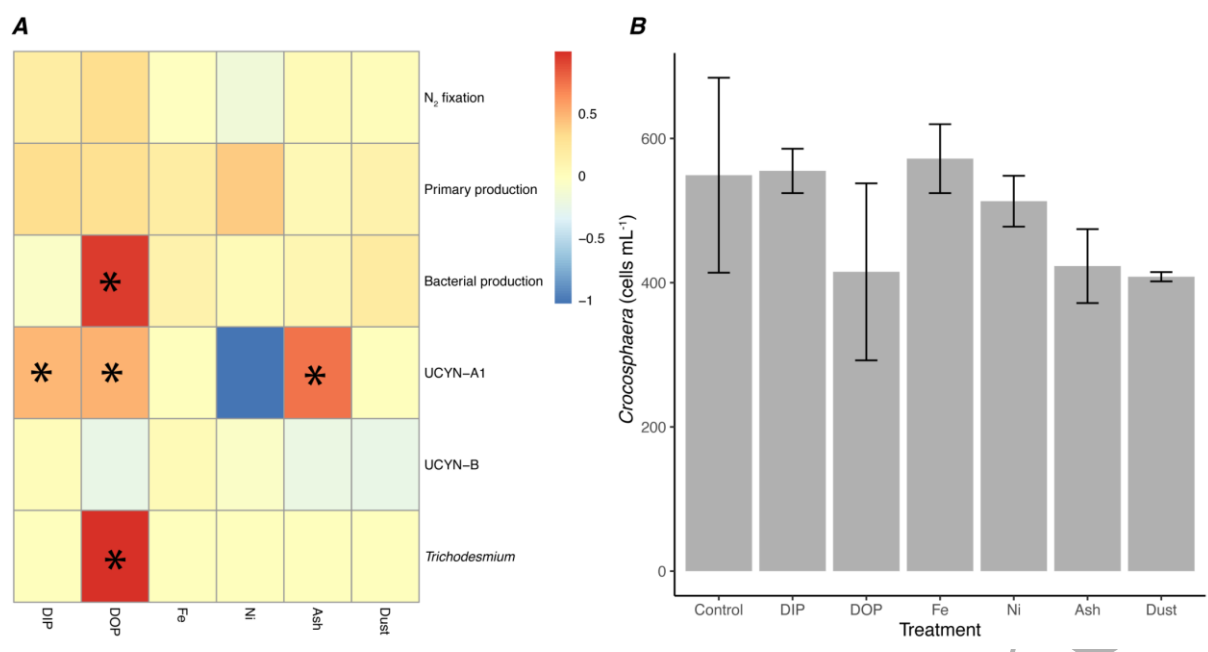 A
N₂ fixation
Primary production
Bacterial production
UCYN−A1
UCYN−B
Trichodesmium
DIP
DOP
Fe
Ni
Ash
Dust
0.5
0
−0.5
−1
*
* * *
*
B
Crocosphaera (cells mL⁻¹)
600
400
200
0
Control DIP DOP Fe Ni Ash Dust
Treatment